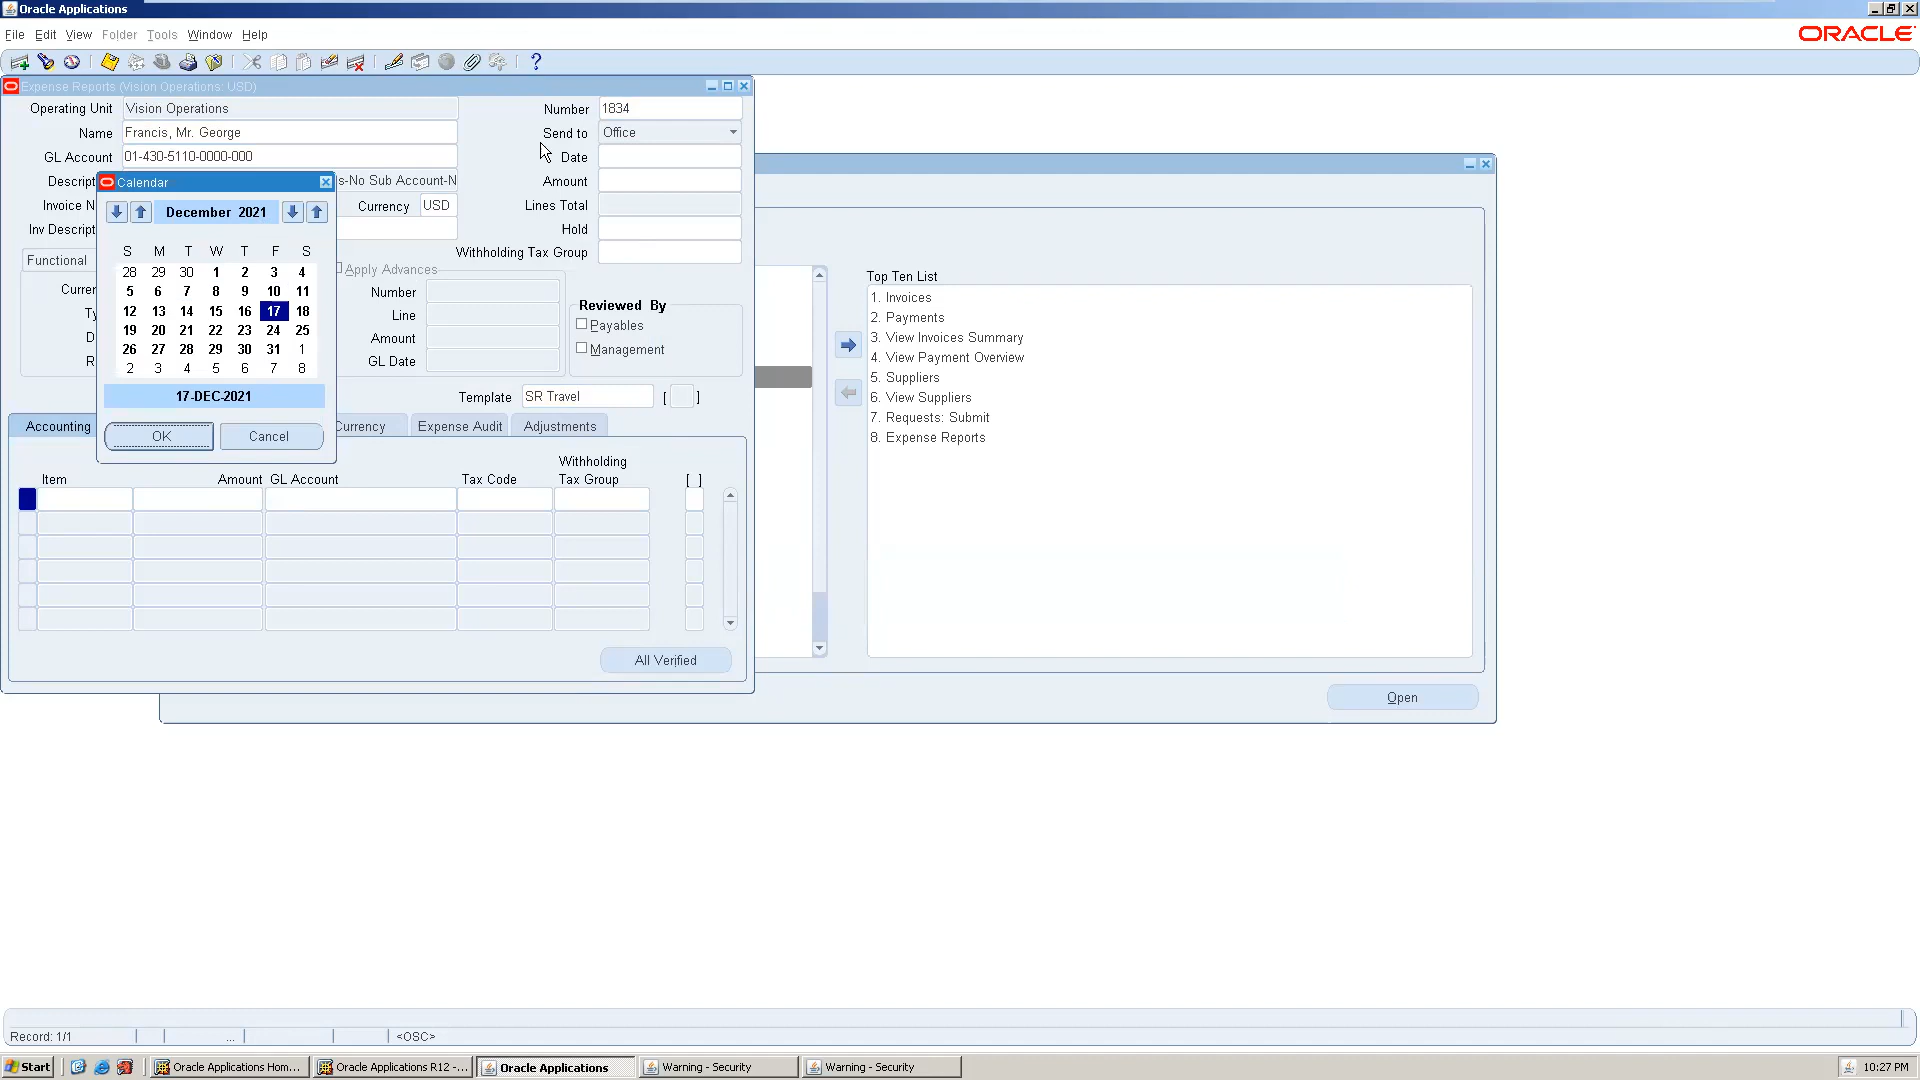 Oracle Applications
File Edit View Folder Tools Window Help
ORACLE
Expense Reports (Vision Operations: USD)
Operating Unit Vision Operations Number 1834
Name Francis, Mr. George Send to Office
GL Account 01-430-5110-0000-000 Date
Descript s-No Sub Account-N Amount
Invoice N Currency USD Lines Total
Inv Descript Hold
Withholding Tax Group
Calendar
December 2021
S M T W T F S
28 29 30 1 2 3 4
5 6 7 8 9 10 11
12 13 14 15 16 17 18
19 20 21 22 23 24 25
26 27 28 29 30 31 1
2 3 4 5 6 7 8
17-DEC-2021
OK Cancel
Functional
Curren
Ty
D
R
Apply Advances
Number
Line
Amount
GL Date
Reviewed By
Payables
Management
Template SR Travel [ ]
Accounting Currency Expense Audit Adjustments
Withholding
Item Amount GL Account Tax Code Tax Group [ ]
All Verified
Top Ten List
1. Invoices
2. Payments
3. View Invoices Summary
4. View Payment Overview
5. Suppliers
6. View Suppliers
7. Requests: Submit
8. Expense Reports
Open
Record: 1/1 ... <OSC>
Start Oracle Applications Hom... Oracle Applications R12 -... Oracle Applications Warning - Security Warning - Security 10:27 PM